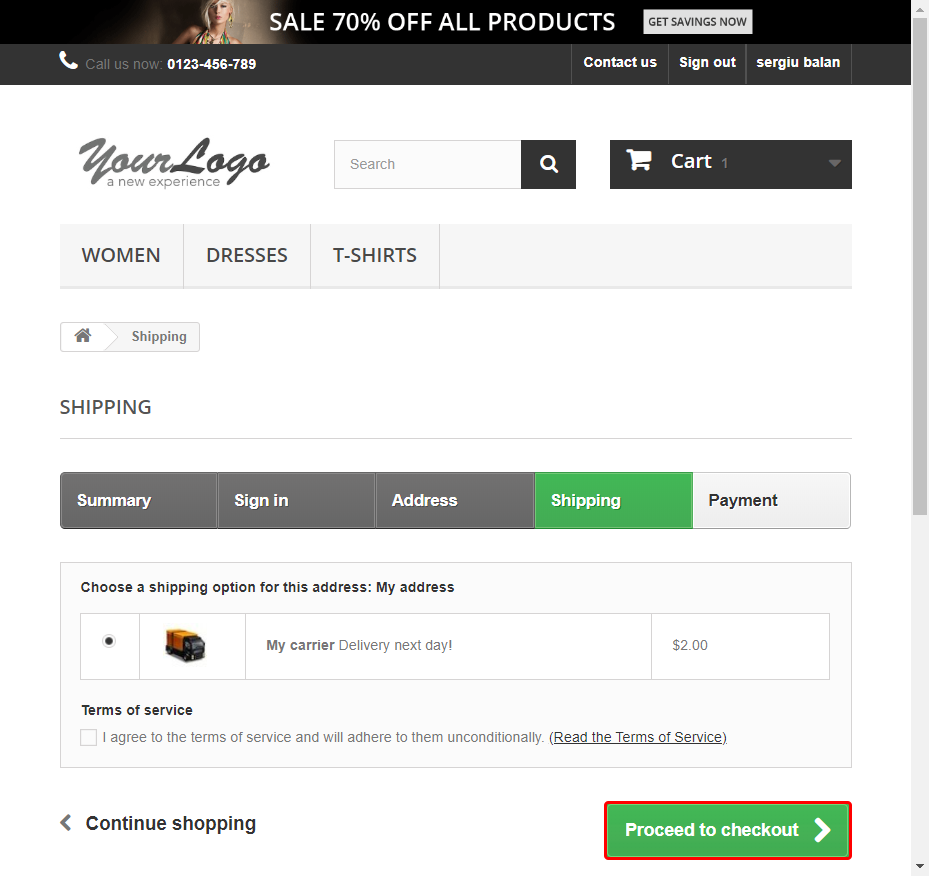 SALE 70% OFF ALL PRODUCTS GET SAVINGS NOW
Call us now: 0123-456-789 Contact us Sign out sergiu balan
YourLogo
a new experience
Search
Cart 1
WOMEN DRESSES T-SHIRTS
Shipping
SHIPPING
Summary Sign in Address Shipping Payment
Choose a shipping option for this address: My address
My carrier Delivery next day! $2.00
Terms of service
I agree to the terms of service and will adhere to them unconditionally. (Read the Terms of Service)
Continue shopping Proceed to checkout